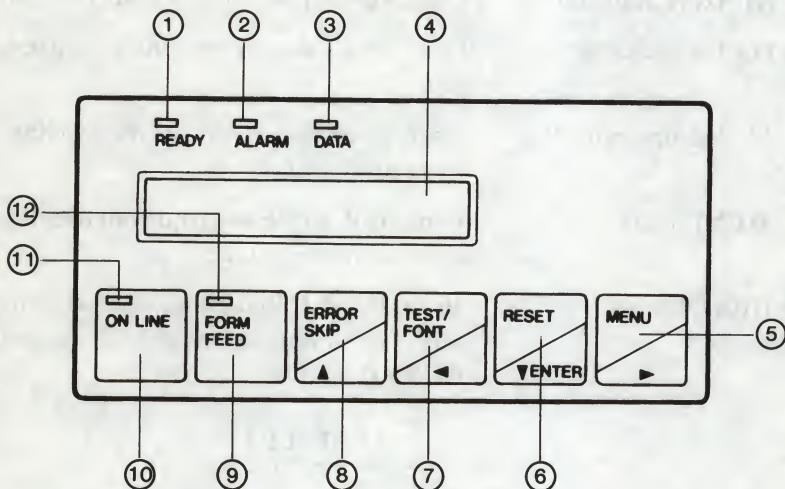 ① ② ③ ④
READY ALARM DATA
⑫
⑪
ON LINE
FORM
FEED
ERROR
SKIP
▲
TEST/
FONT
◄
RESET
▼ENTER
MENU
►
⑤
⑩ ⑨ ⑧ ⑦ ⑥